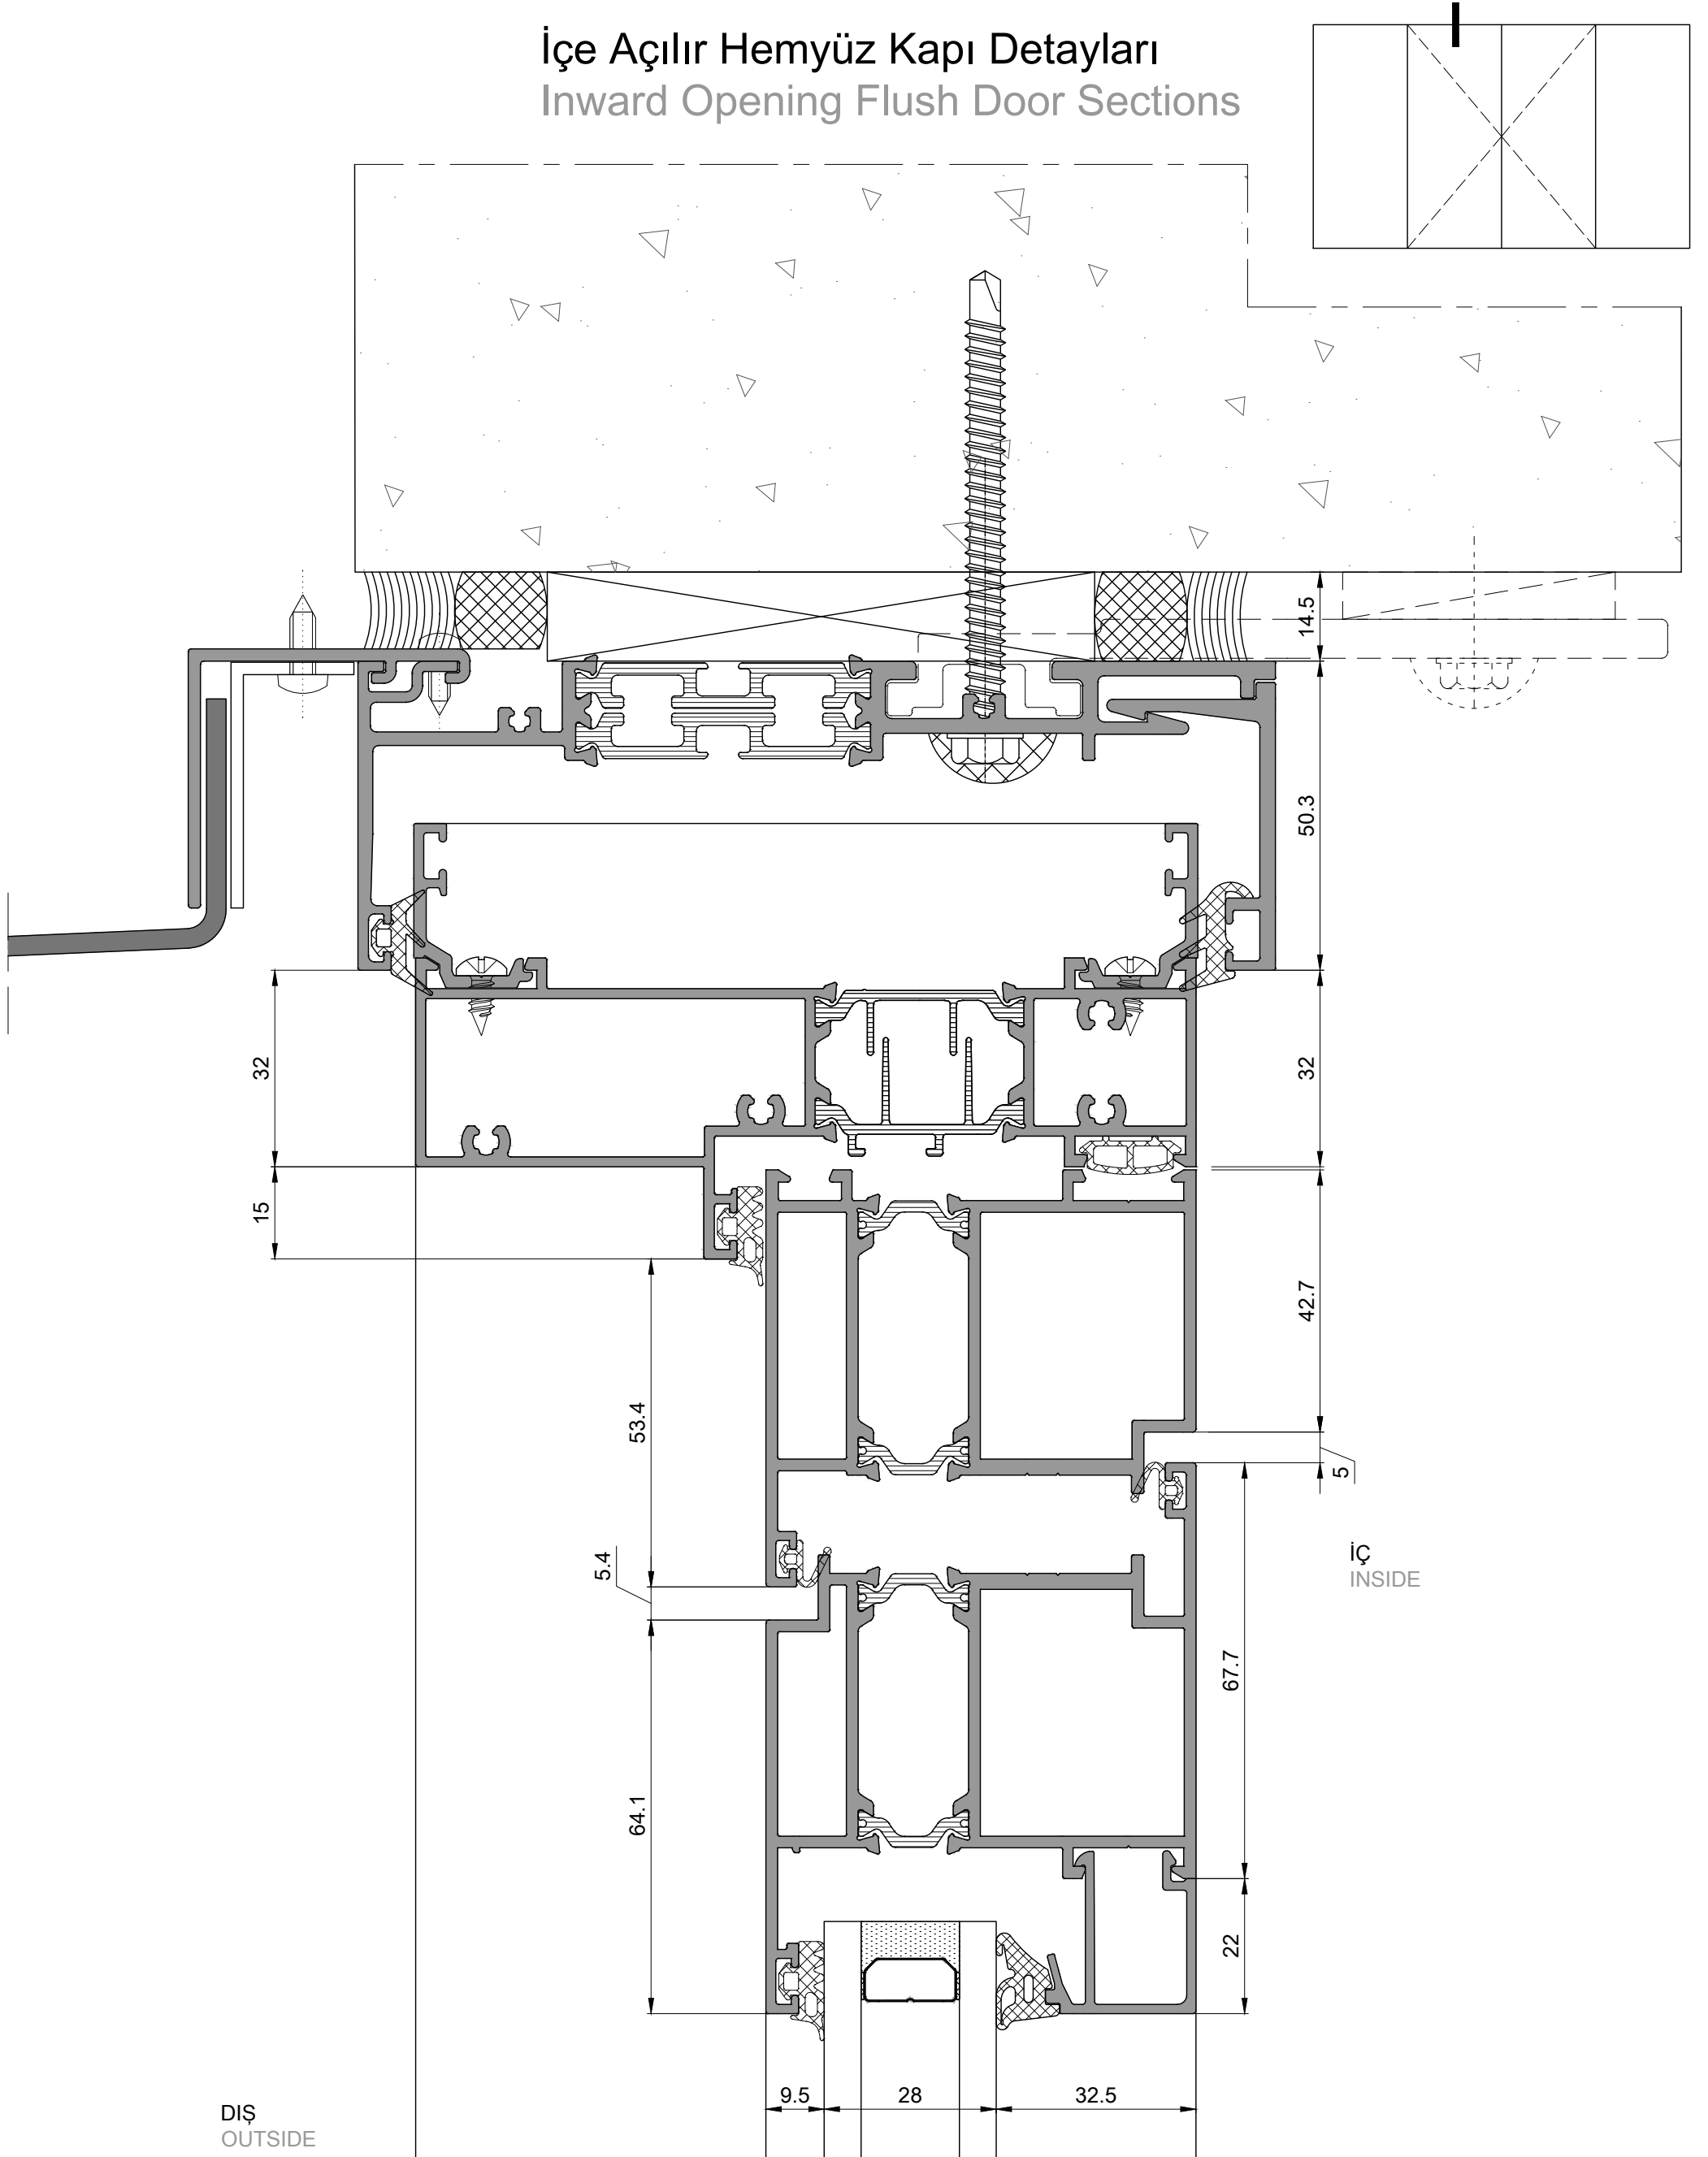 İçe Açılır Hemyüz Kapı Detayları
Inward Opening Flush Door Sections
14.5
50.3
32
32
15
42.7
53.4
5
5.4
İÇ
INSIDE
67.7
64.1
22
9.5
28
32.5
DIŞ
OUTSIDE